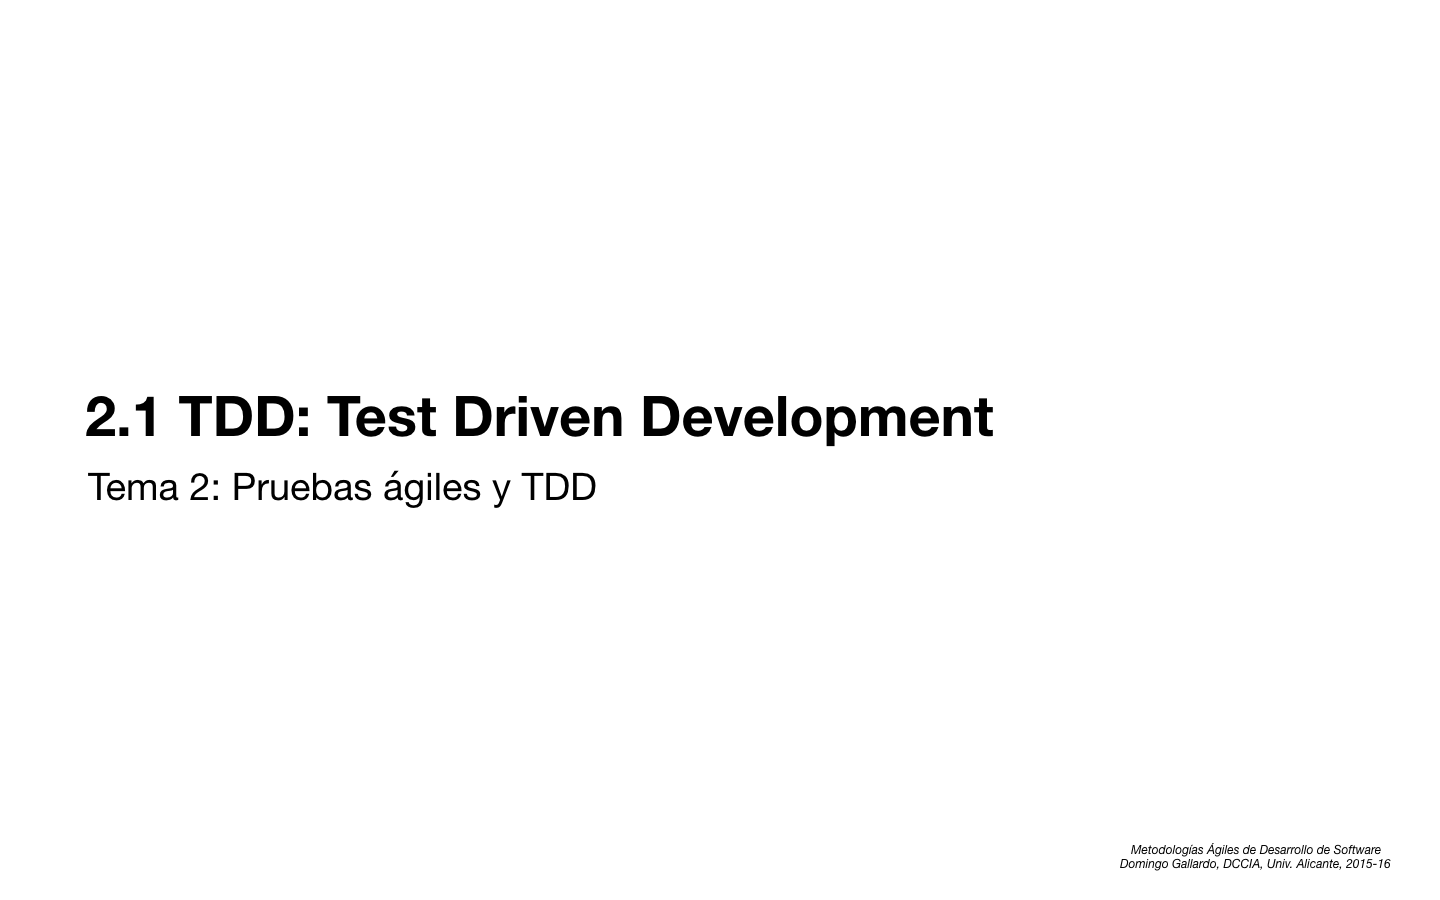 2.1 TDD: Test Driven Development
Tema 2: Pruebas ágiles y TDD
Metodologías Ágiles de Desarrollo de Software
Domingo Gallardo, DCCIA, Univ. Alicante, 2015-16